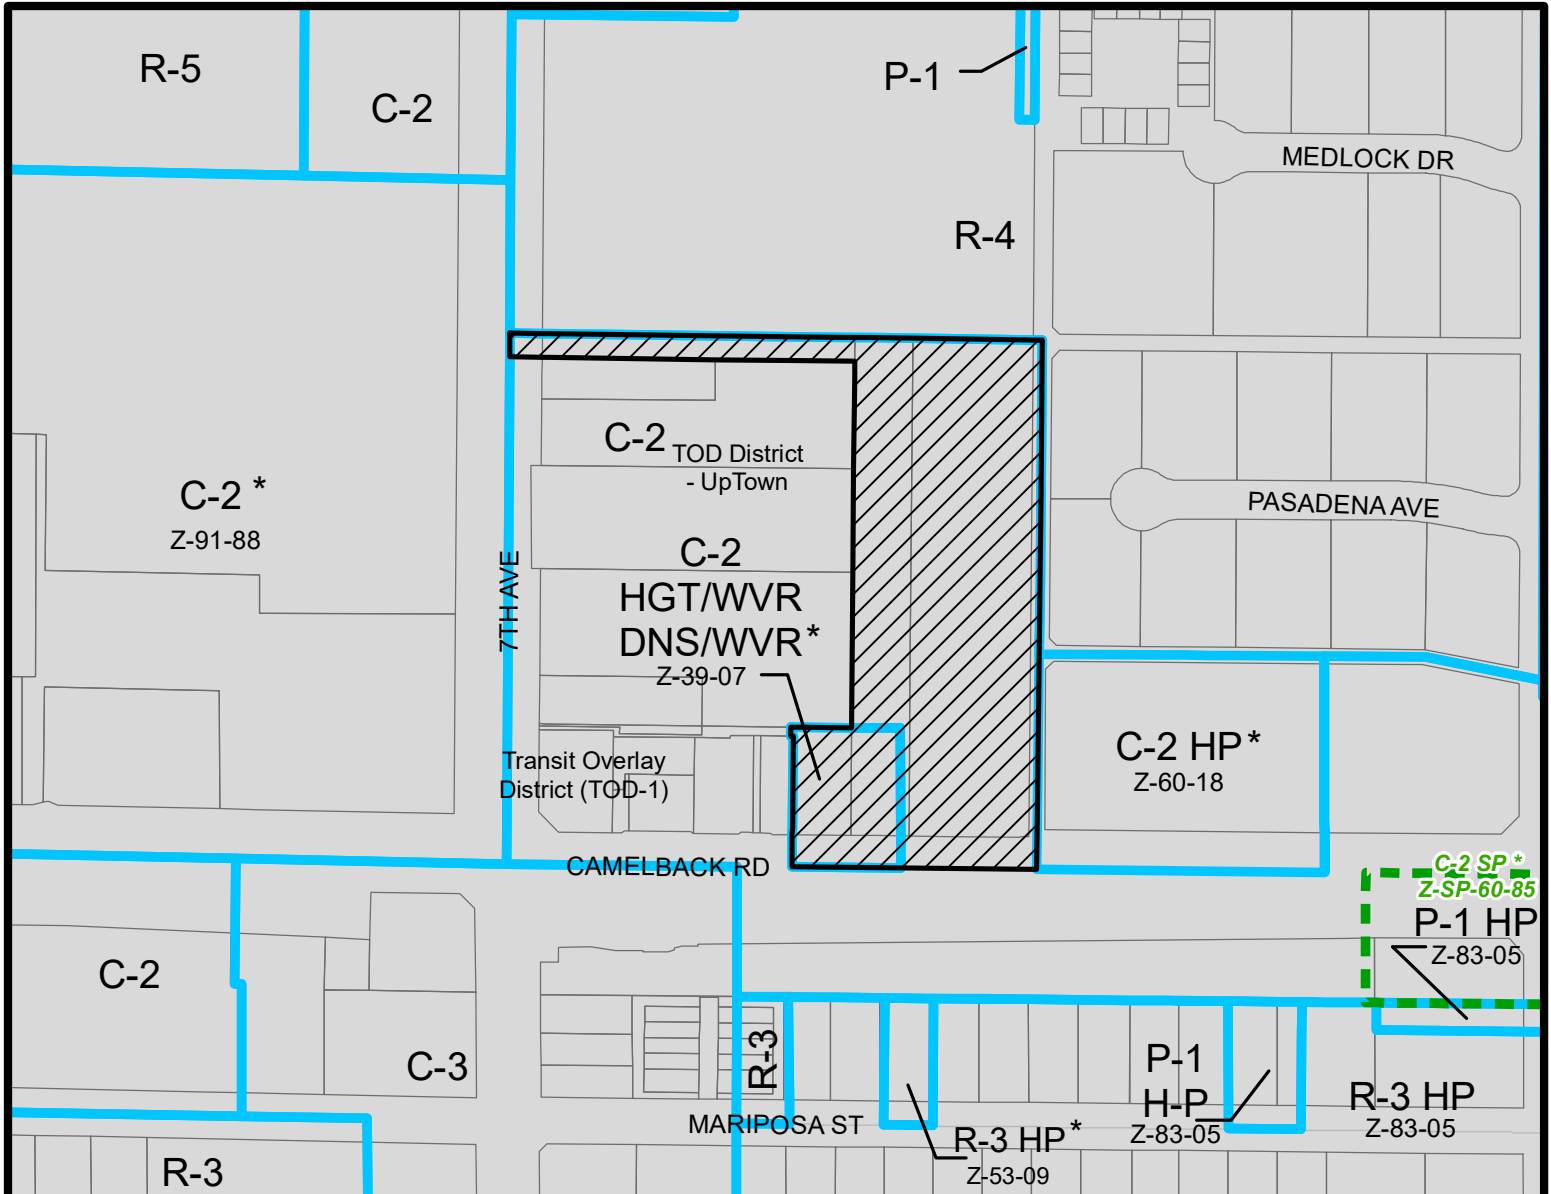 R-5
C-2
P-1
MEDLOCK DR
R-4
C-2 *
Z-91-88
C-2
TOD District
- UpTown
PASADENA AVE
7TH AVE
C-2
HGT/WVR
DNS/WVR *
Z-39-07
Transit Overlay
District (TOD-1)
C-2 HP *
Z-60-18
CAMELBACK RD
C-2 SP *
Z-SP-60-85
P-1 HP
Z-83-05
C-2
C-3
R-3
P-1
H-P
Z-83-05
R-3 HP
Z-83-05
MARIPOSA ST
R-3 HP *
Z-53-09
R-3